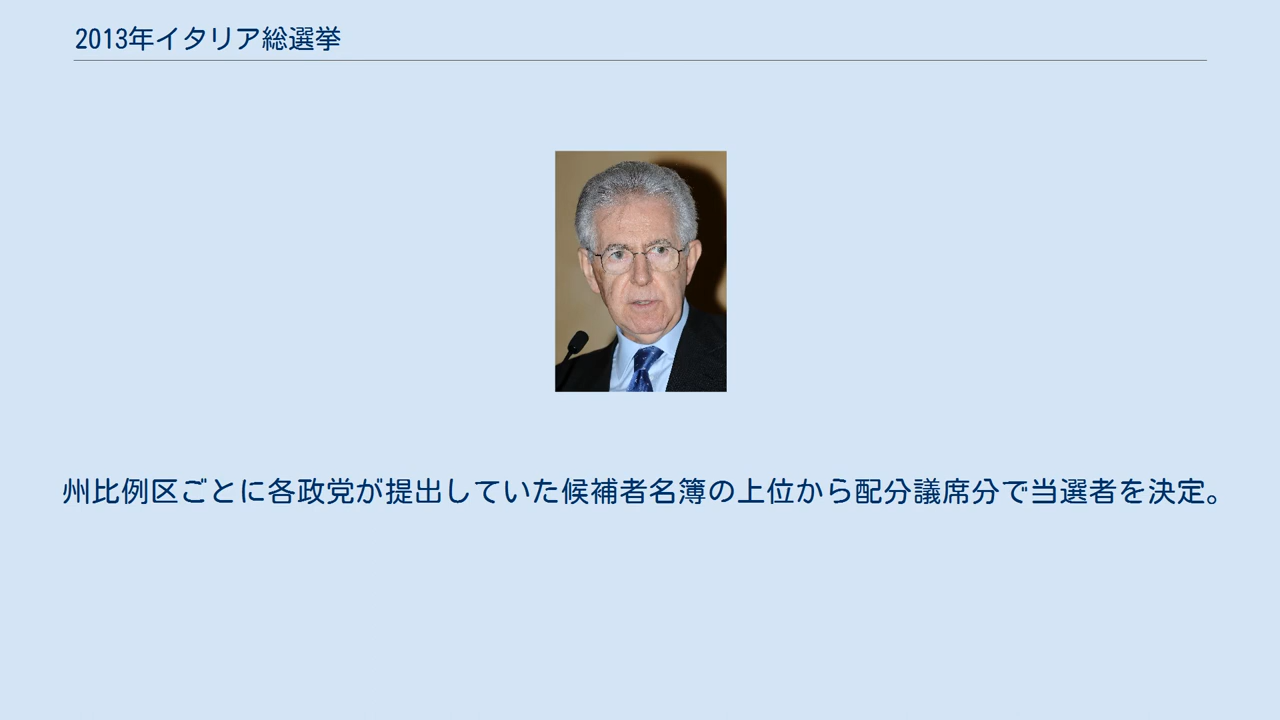 2013年イタリア総選挙
州比例区ごとに各政党が提出していた候補者名簿の上位から配分議席分で当選者を決定。